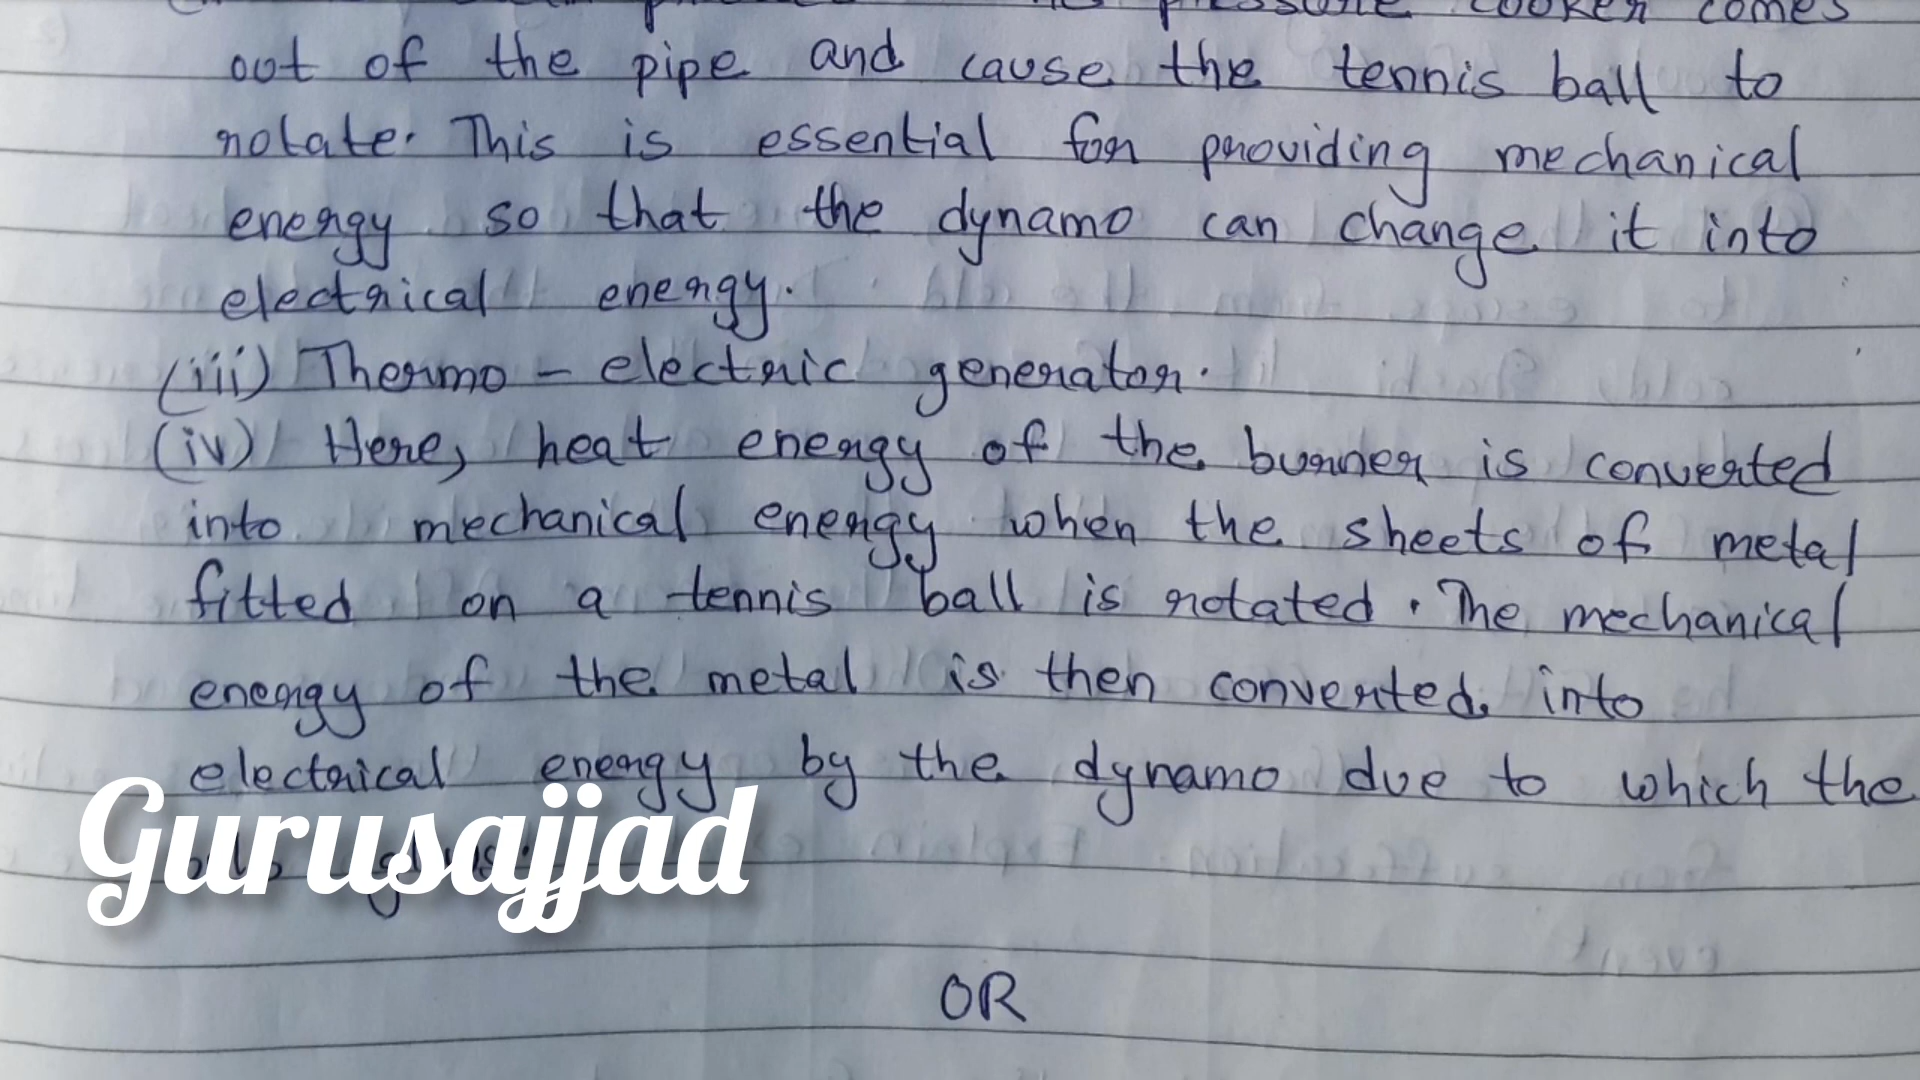 pressure cooker comes
out of the pipe and cause the tennis ball to
rotate. This is essential for providing mechanical
energy so that the dynamo can change it into
electrical energy.
(iii) Thermo - electric generator.
(iv) Here, heat energy of the burner is converted
into mechanical energy when the sheets of metal
fitted on a tennis ball is rotated. The mechanical
energy of the metal is then converted into
electrical energy by the dynamo due to which the
Gurusajjad
OR